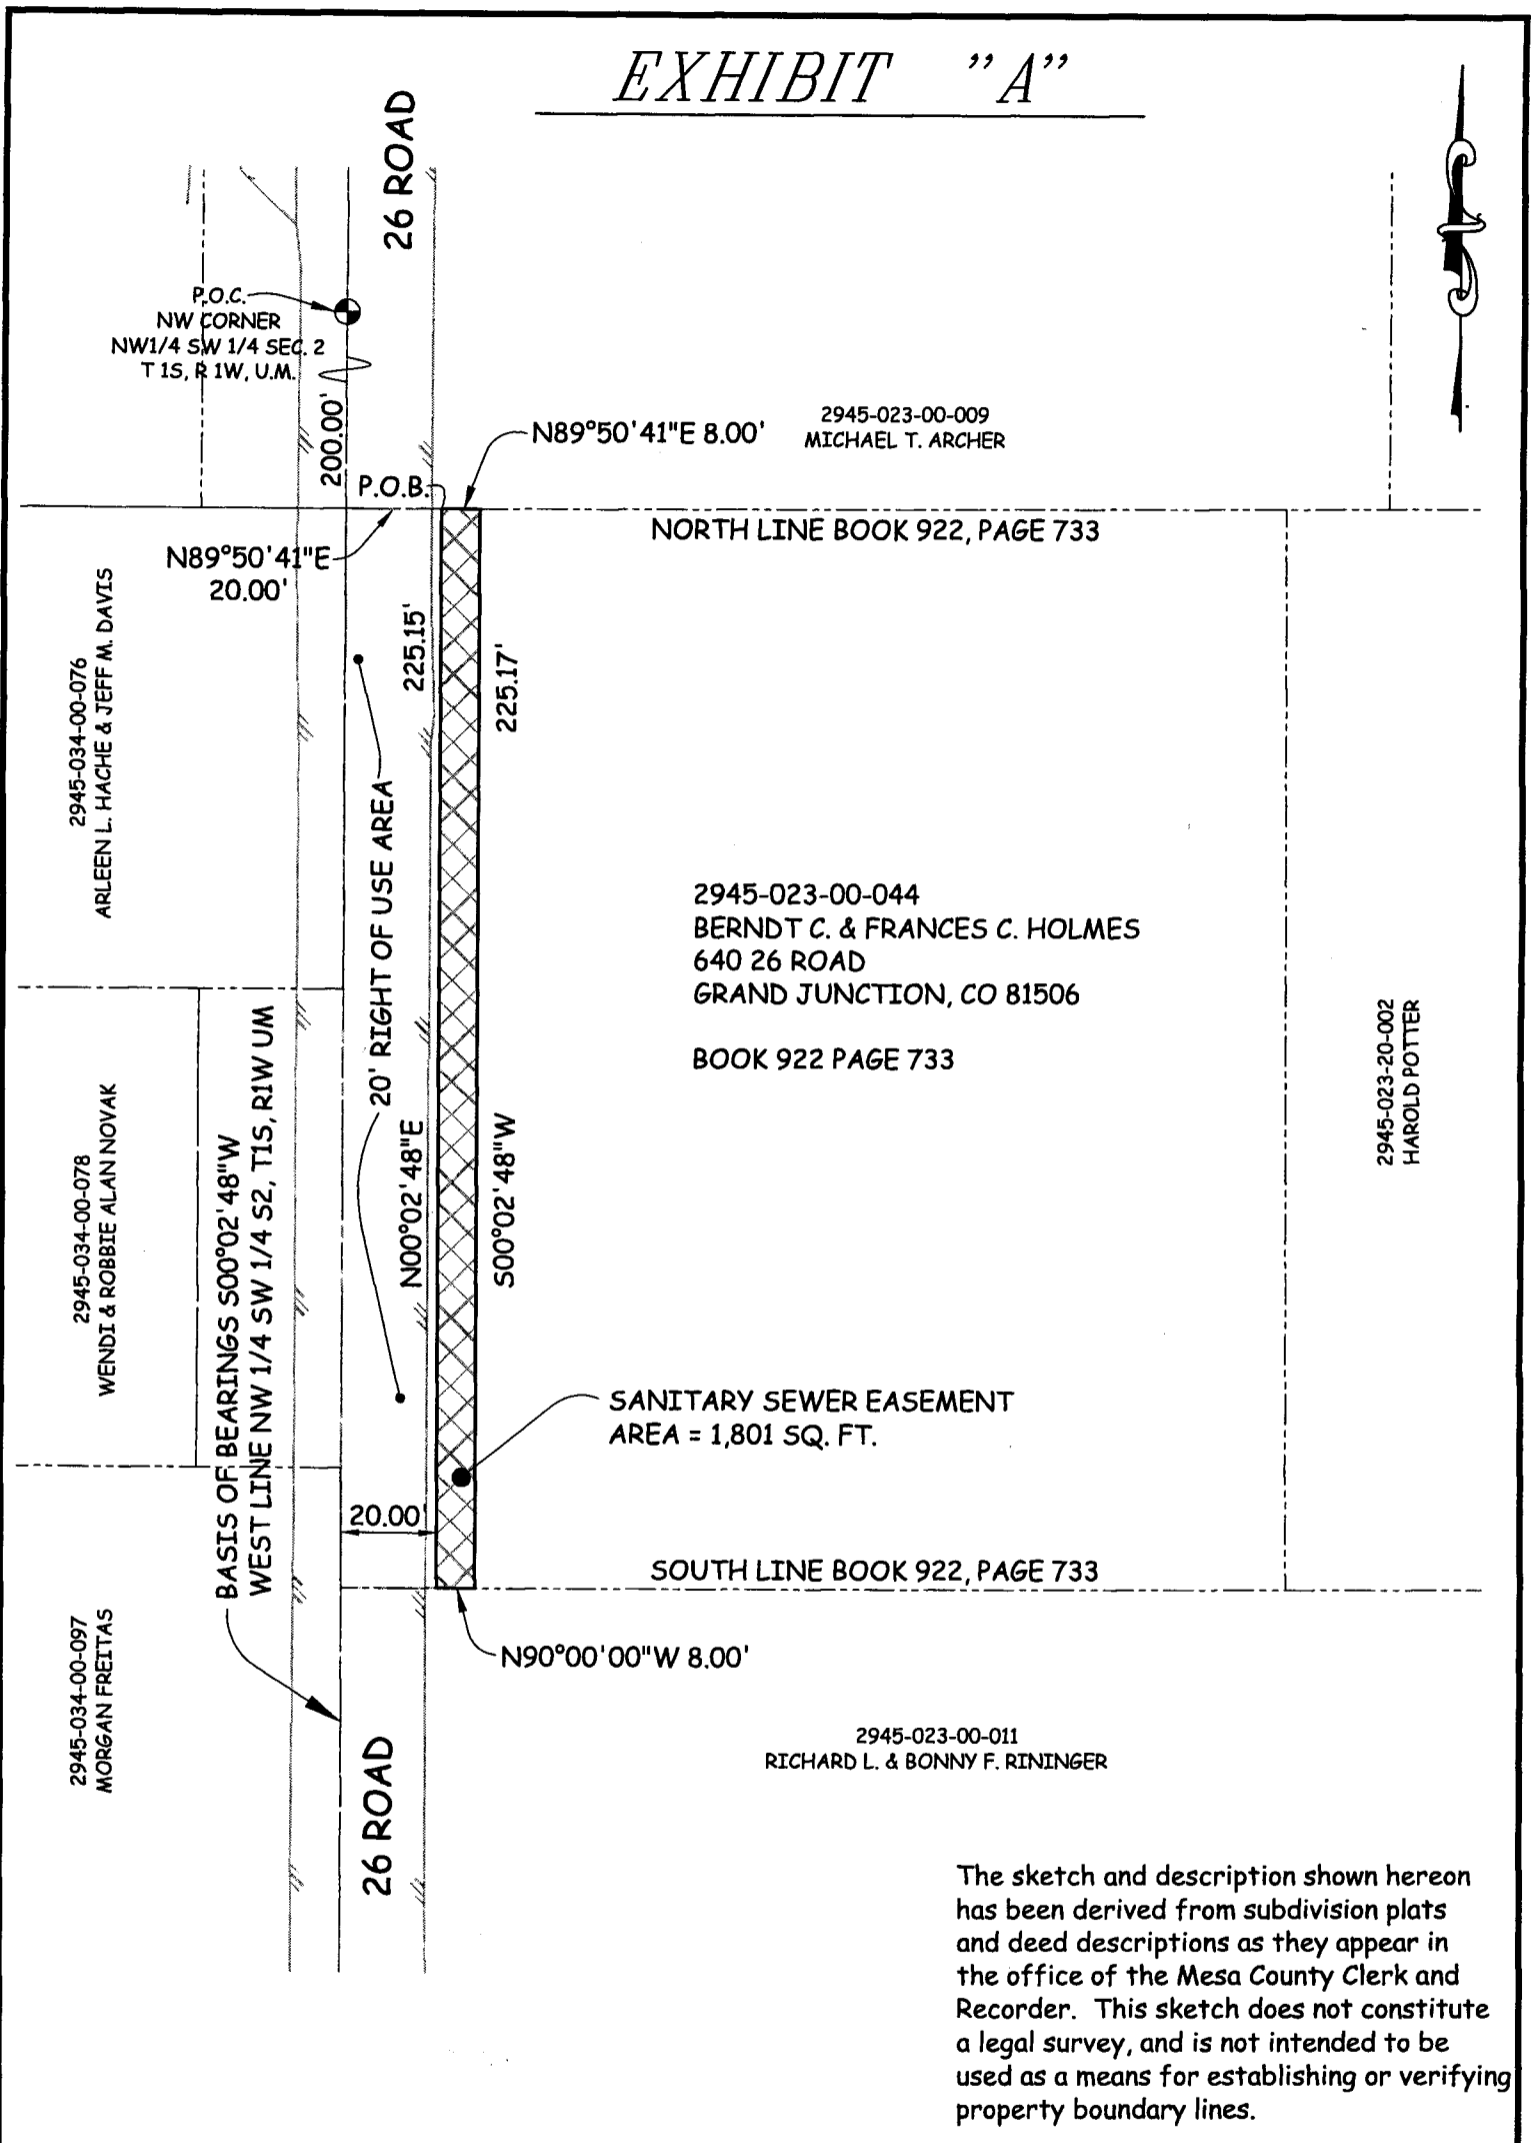 EXHIBIT "A"
26 ROAD
P.O.C.
NW CORNER
NW1/4 SW 1/4 SEC. 2
T 1S, R 1W, U.M.
200.00'
N89°50'41"E 8.00'
2945-023-00-009
MICHAEL T. ARCHER
P.O.B.
NORTH LINE BOOK 922, PAGE 733
N89°50'41"E
20.00'
225.15'
225.17'
2945-034-00-076
ARLEEN L. HACHE & JEFF M. DAVIS
20' RIGHT OF USE AREA
2945-023-00-044
BERNDT C. & FRANCES C. HOLMES
640 26 ROAD
GRAND JUNCTION, CO 81506
BOOK 922 PAGE 733
2945-023-20-002
HAROLD POTTER
2945-034-00-078
WENDI & ROBBIE ALAN NOVAK
BASIS OF BEARINGS S00°02'48"W
WEST LINE NW 1/4 SW 1/4 S2, T1S, R1W UM
N00°02'48"E
S00°02'48"W
SANITARY SEWER EASEMENT
AREA = 1,801 SQ. FT.
20.00'
SOUTH LINE BOOK 922, PAGE 733
N90°00'00"W 8.00'
2945-034-00-097
MORGAN FREITAS
26 ROAD
2945-023-00-011
RICHARD L. & BONNY F. RININGER
The sketch and description shown hereon
has been derived from subdivision plats
and deed descriptions as they appear in
the office of the Mesa County Clerk and
Recorder. This sketch does not constitute
a legal survey, and is not intended to be
used as a means for establishing or verifying
property boundary lines.